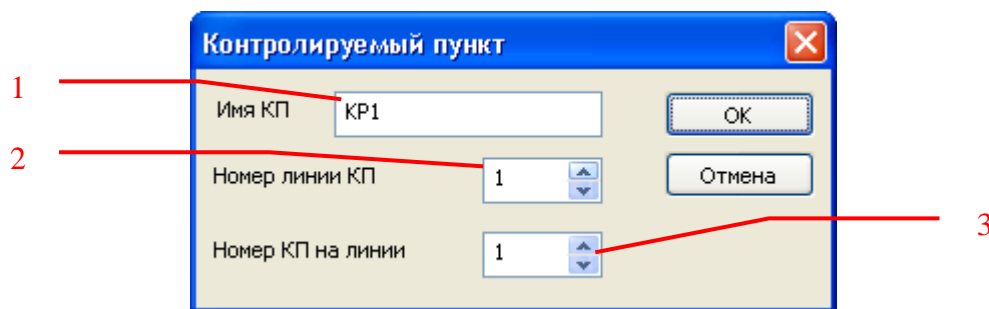 Контролируемый пункт
1
Имя КП
KP1
OK
2
Номер линии КП
1
Отмена
Номер КП на линии
1
3